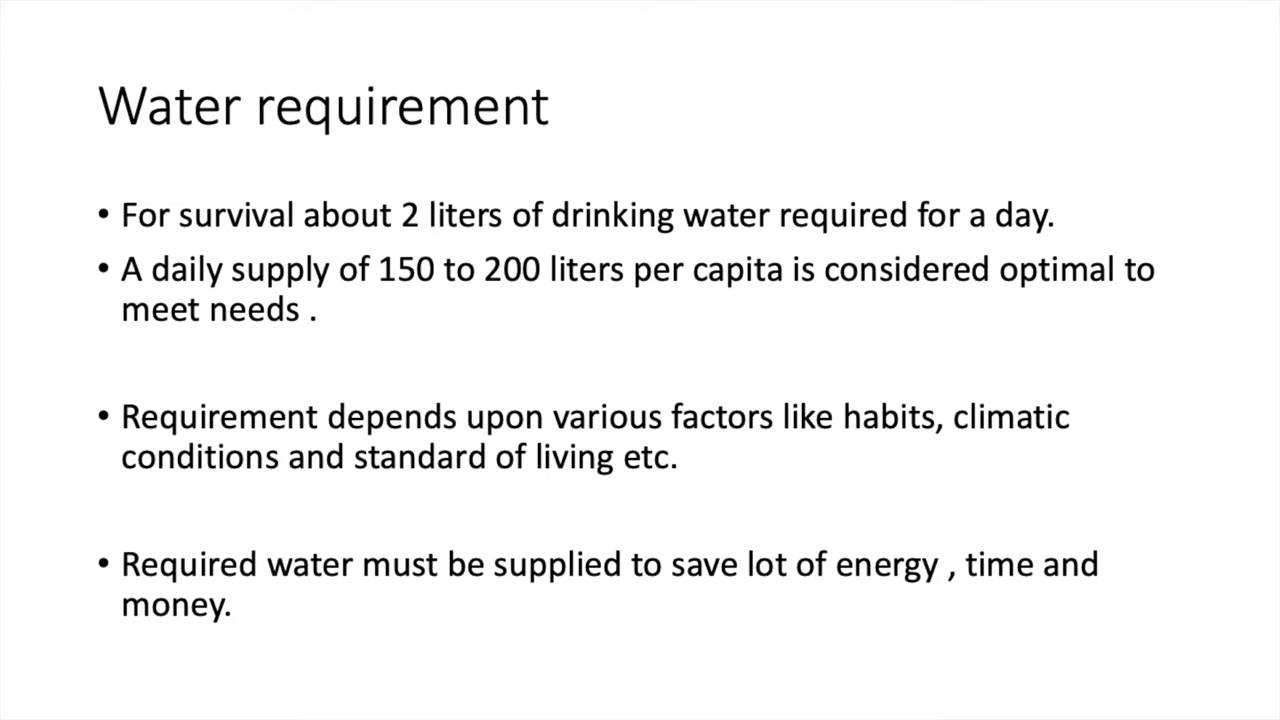 Water requirement
• For survival about 2 liters of drinking water required for a day.
• A daily supply of 150 to 200 liters per capita is considered optimal to
meet needs .
• Requirement depends upon various factors like habits, climatic
conditions and standard of living etc.
• Required water must be supplied to save lot of energy , time and
money.